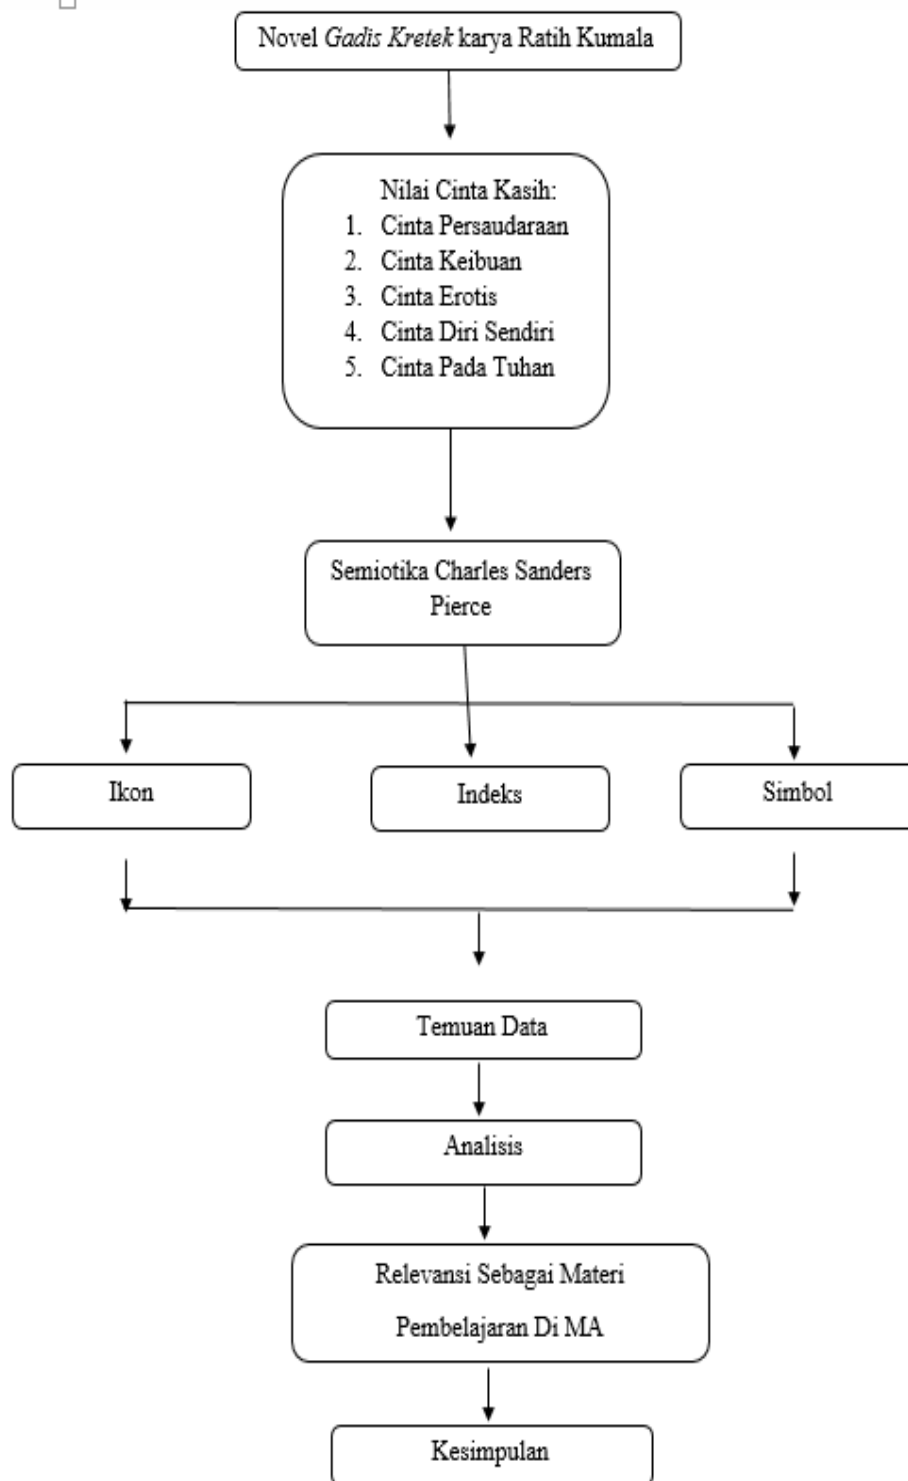 Novel Gadis Kretek karya Ratih Kumala
Nilai Cinta Kasih:
1. Cinta Persaudaraan
2. Cinta Keibuan
3. Cinta Erotis
4. Cinta Diri Sendiri
5. Cinta Pada Tuhan
Semiotika Charles Sanders
Pierce
Ikon
Indeks
Simbol
Temuan Data
Analisis
Relevansi Sebagai Materi
Pembelajaran Di MA
Kesimpulan